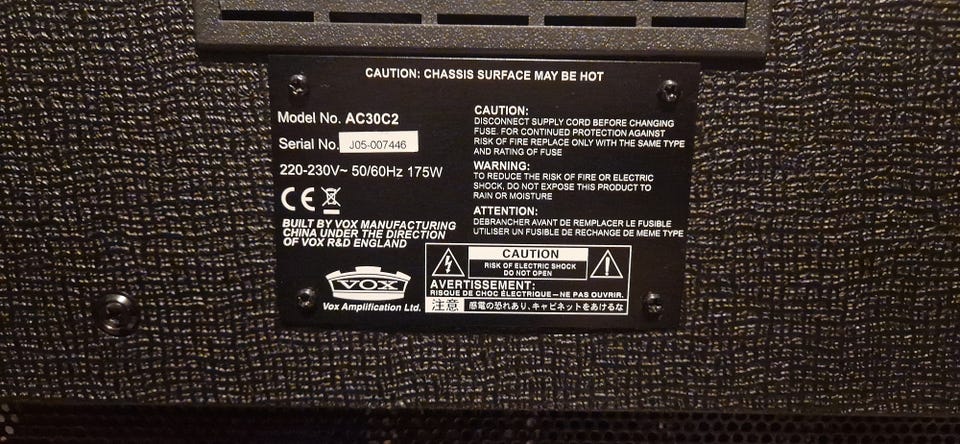 CAUTION: CHASSIS SURFACE MAY BE HOT
Model No. AC30C2
Serial No. J05-007446
220-230V~ 50/60Hz 175W
CE
BUILT BY VOX MANUFACTURING
CHINA UNDER THE DIRECTION
OF VOX R&D ENGLAND
VOX
Vox Amplification Ltd.
CAUTION:
DISCONNECT SUPPLY CORD BEFORE CHANGING
FUSE. FOR CONTINUED PROTECTION AGAINST
RISK OF FIRE REPLACE ONLY WITH THE SAME TYPE
AND RATING OF FUSE
WARNING:
TO REDUCE THE RISK OF FIRE OR ELECTRIC
SHOCK, DO NOT EXPOSE THIS PRODUCT TO
RAIN OR MOISTURE
ATTENTION:
DEBRANCHER AVANT DE REMPLACER LE FUSIBLE
UTILISER UN FUSIBLE DE RECHANGE DE MEME TYPE
CAUTION
RISK OF ELECTRIC SHOCK
DO NOT OPEN
AVERTISSEMENT:
RISQUE DE CHOC ÉLECTRIQUE – NE PAS OUVRIR.
注意 感電の恐れあり、キャビネットをあけるな